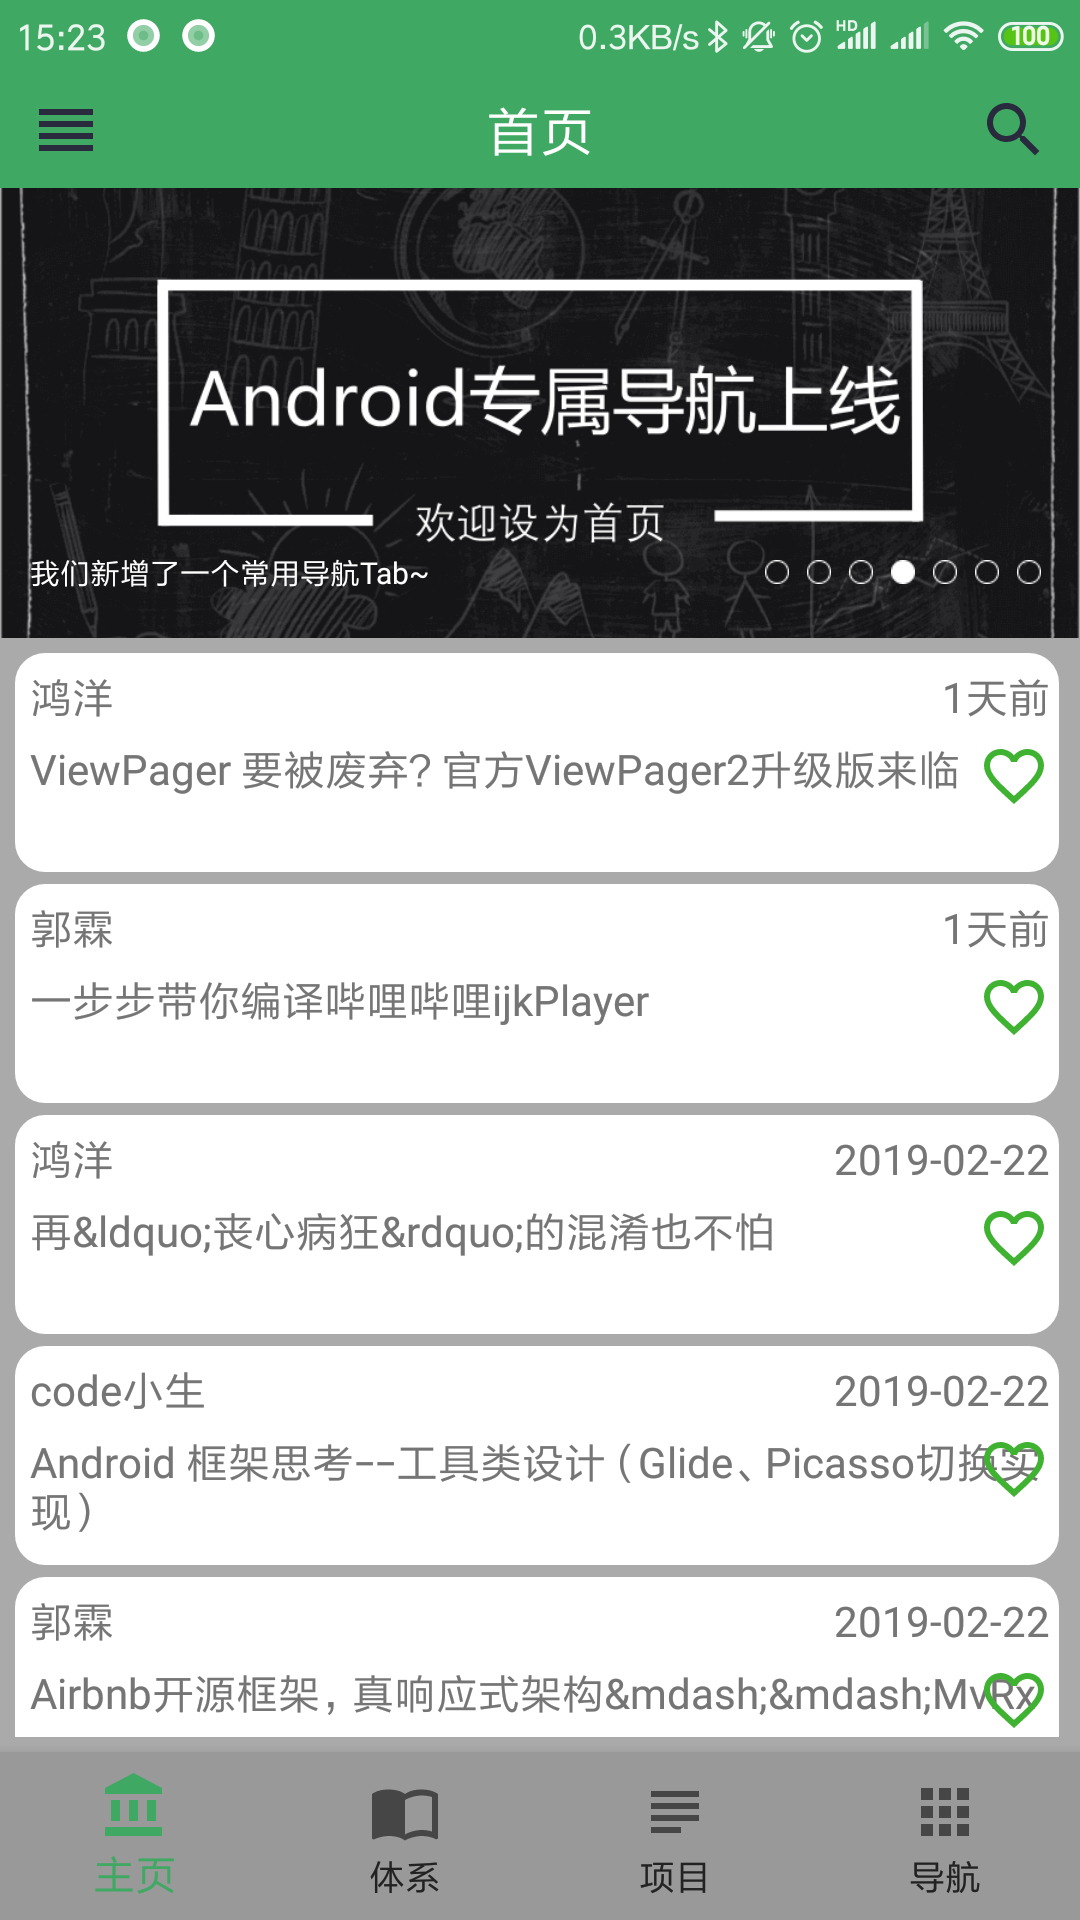 15:23 0.3KB/s HD 100
首页
Android专属导航上线
欢迎设为首页
我们新增了一个常用导航Tab~
鸿洋 1天前
ViewPager 要被废弃？官方ViewPager2升级版来临
郭霖 1天前
一步步带你编译哔哩哔哩ijkPlayer
鸿洋 2019-02-22
再&ldquo;丧心病狂&rdquo;的混淆也不怕
code小生 2019-02-22
Android 框架思考--工具类设计（Glide、Picasso切换实
现）
郭霖 2019-02-22
Airbnb开源框架，真响应式架构&mdash;&mdash;MvRx
主页 体系 项目 导航